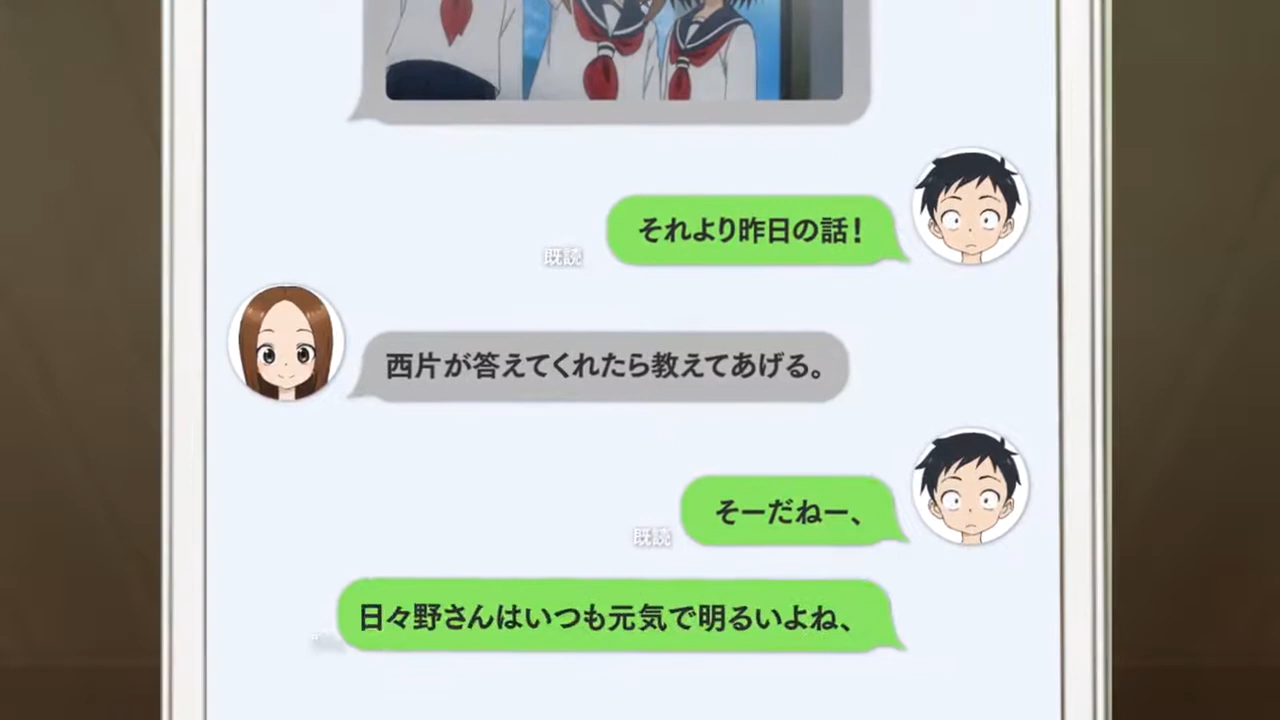 それより昨日の話！
既読
西片が答えてくれたら教えてあげる。
そーだねー、
既読
日々野さんはいつも元気で明るいよね、